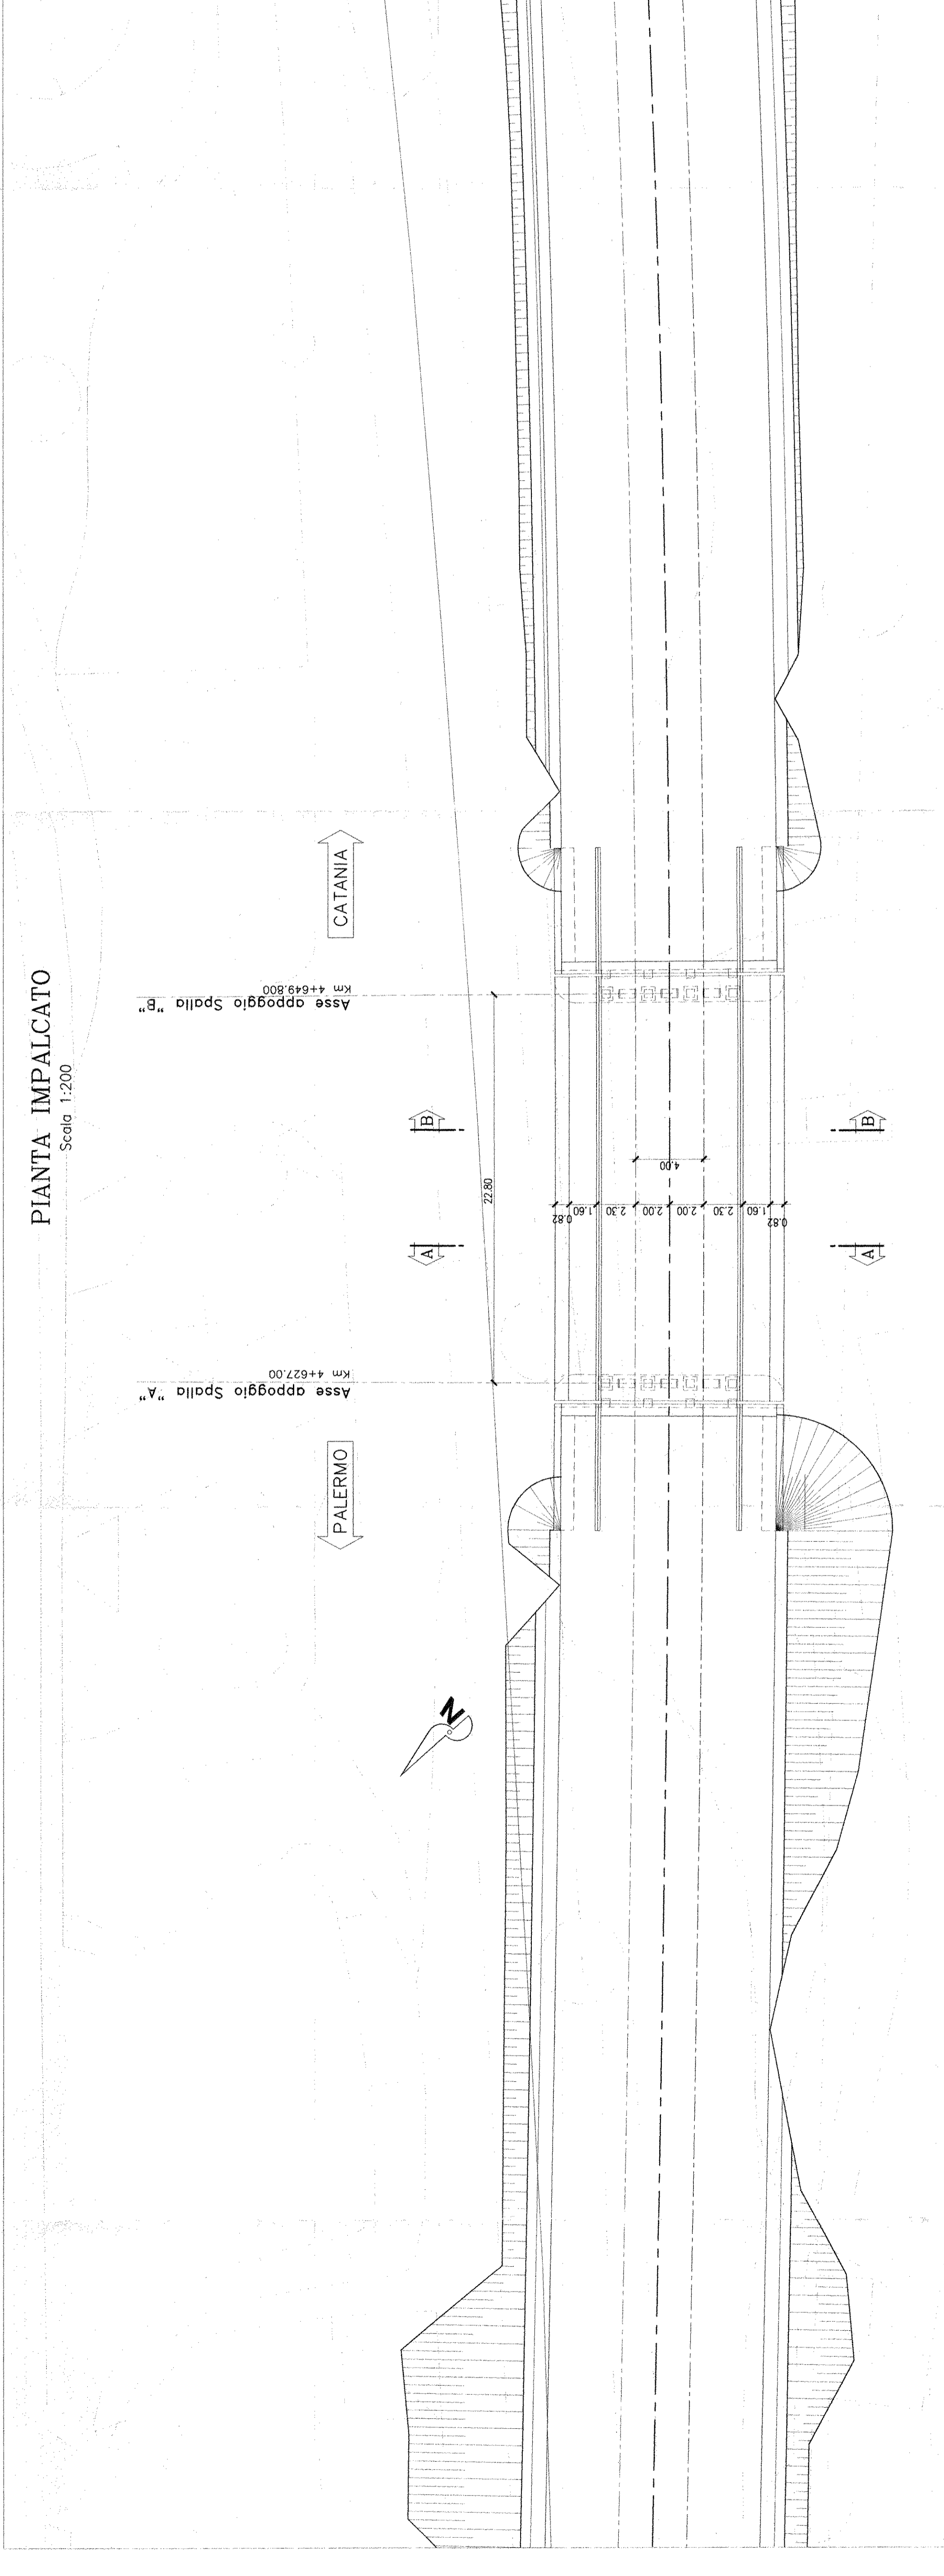 PIANTA IMPALCATO
Scala 1:200
CATANIA
Asse appoggio Spalla "B"
Km 4+649.800
B
B
4.00
22.80
0.82
1.60
2.30
2.00
2.00
2.30
1.60
0.82
A
A
Asse appoggio Spalla "A"
Km 4+627.00
PALERMO
N